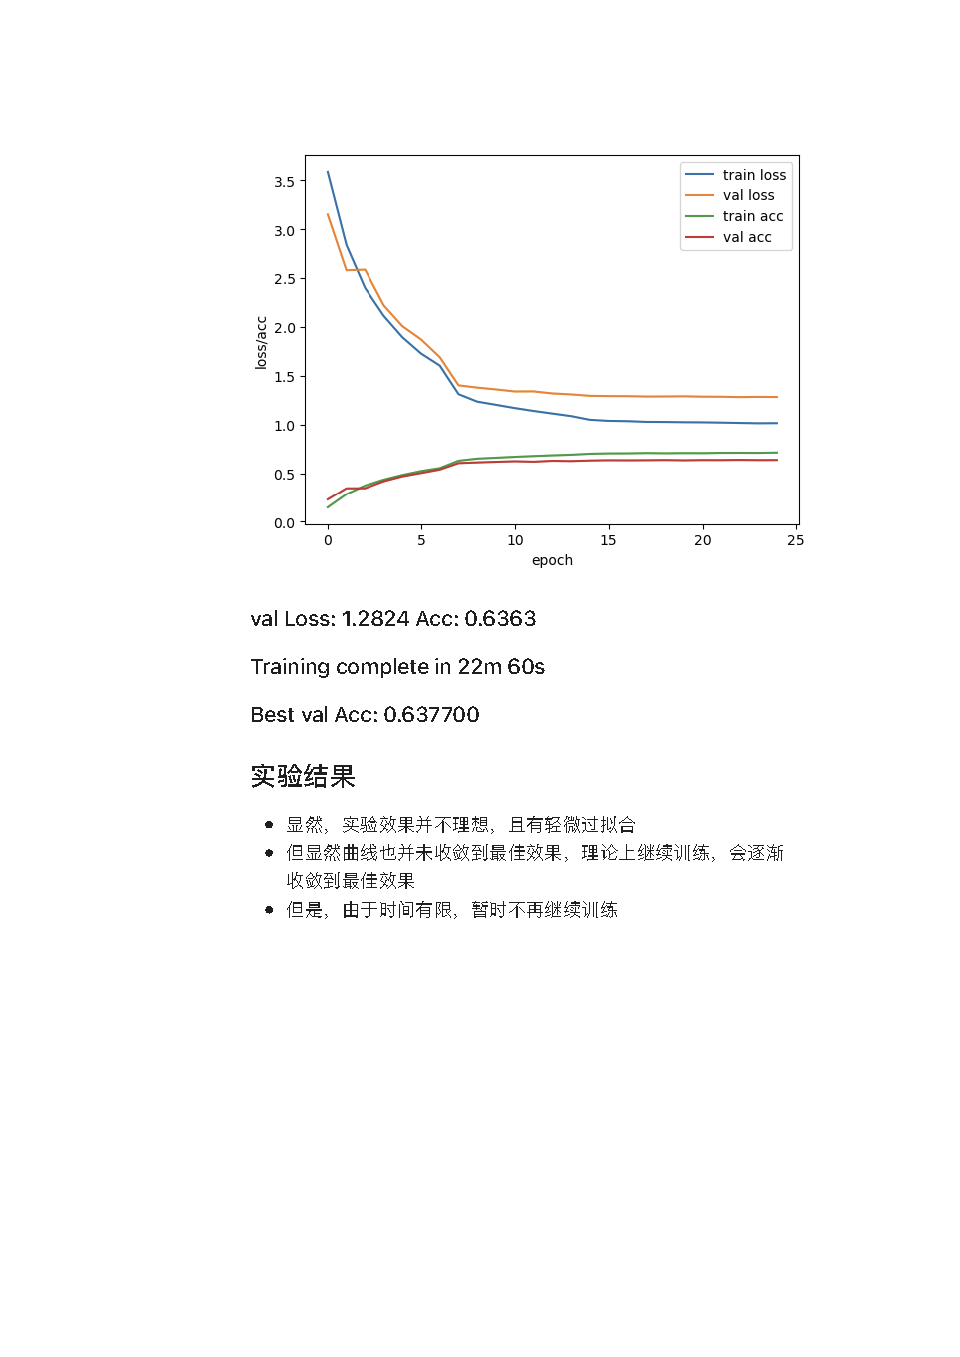 3.5
3.0
2.5
2.0
1.5
1.0
0.5
0.0
loss/acc
train loss
val loss
train acc
val acc
0 5 10 15 20 25
epoch
val Loss: 1.2824 Acc: 0.6363
Training complete in 22m 60s
Best val Acc: 0.637700
实验结果
显然，实验效果并不理想，且有轻微过拟合
但显然曲线也并未收敛到最佳效果，理论上继续训练，会逐渐
收敛到最佳效果
但是，由于时间有限，暂时不再继续训练